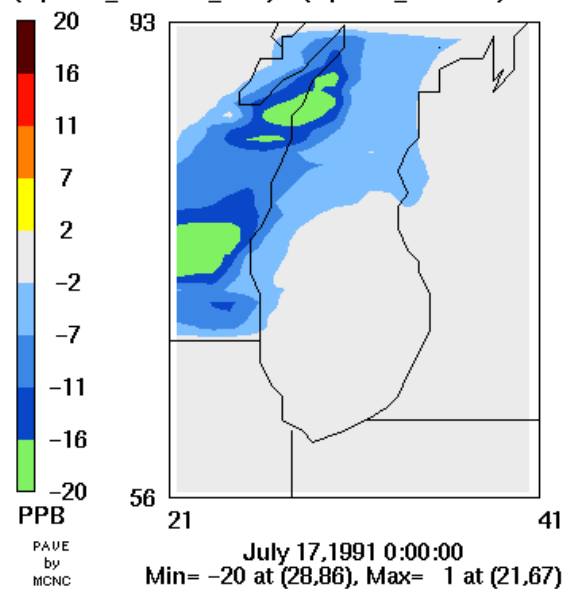 20
16
11
7
2
−2
−7
−11
−16
−20
PPB
PAVE
by
MCNC
93
56
21
41
July 17,1991 0:00:00
Min= −20 at (28,86), Max= 1 at (21,67)